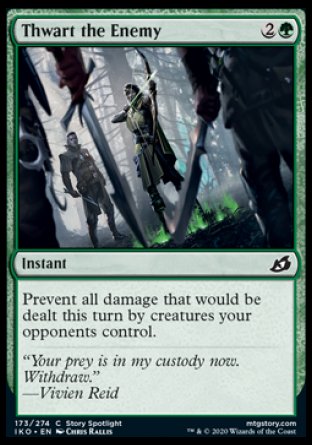 Thwart the Enemy 2
Instant
Prevent all damage that would be
dealt this turn by creatures your
opponents control.
“Your prey is in my custody now.
Withdraw.”
—Vivien Reid
173/274 C Story Spotlight mtgstory.com
IKO • EN Chris Rallis ™ & © 2020 Wizards of the Coast